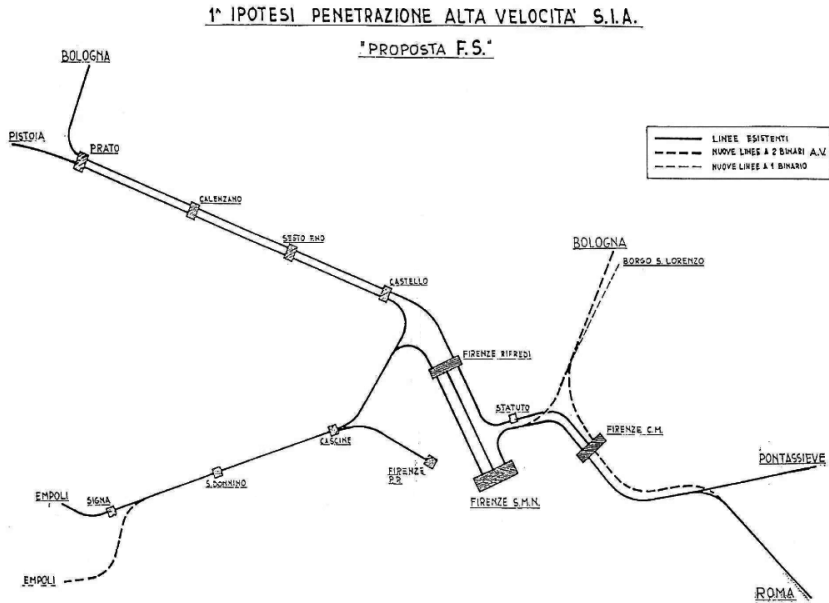 1ª IPOTESI PENETRAZIONE ALTA VELOCITA' S.I.A.
"PROPOSTA F.S."
BOLOGNA
PISTOIA
PRATO
CALENZANO
SESTO F.NO
CASTELLO
LINEE ESISTENTI
NUOVE LINEE A 2 BINARI A.V.
NUOVE LINEE A 1 BINARIO
BOLOGNA
BORGO S. LORENZO
FIRENZE RIFREDI
STATUTO
FIRENZE C.M.
CASCINE
FIRENZE
P.P.
S.DONNINO
FIRENZE S.M.N.
PONTASSIEVE
EMPOLI
SIGNA
EMPOLI
ROMA